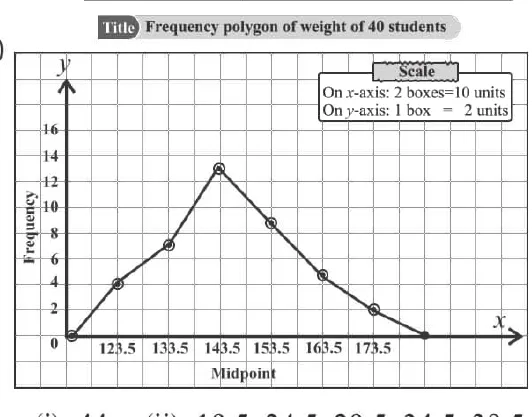 Title Frequency polygon of weight of 40 students
)
y
Scale
On x-axis: 2 boxes=10 units
On y-axis: 1 box = 2 units
16
14
12
10
8
6
4
2
0
Frequency
x
123.5 133.5 143.5 153.5 163.5 173.5
Midpoint